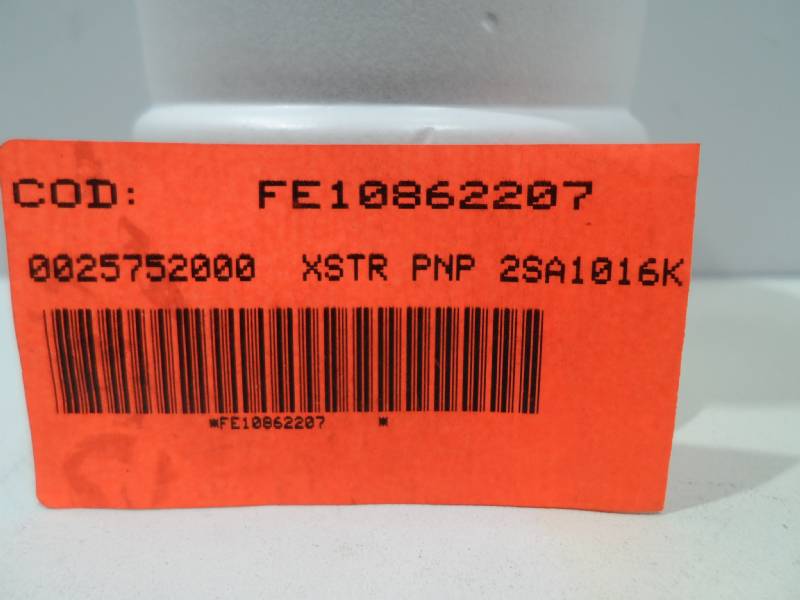 COD: FE10862207
0025752000 XSTR PNP 2SA1016K
*FE10862207 *